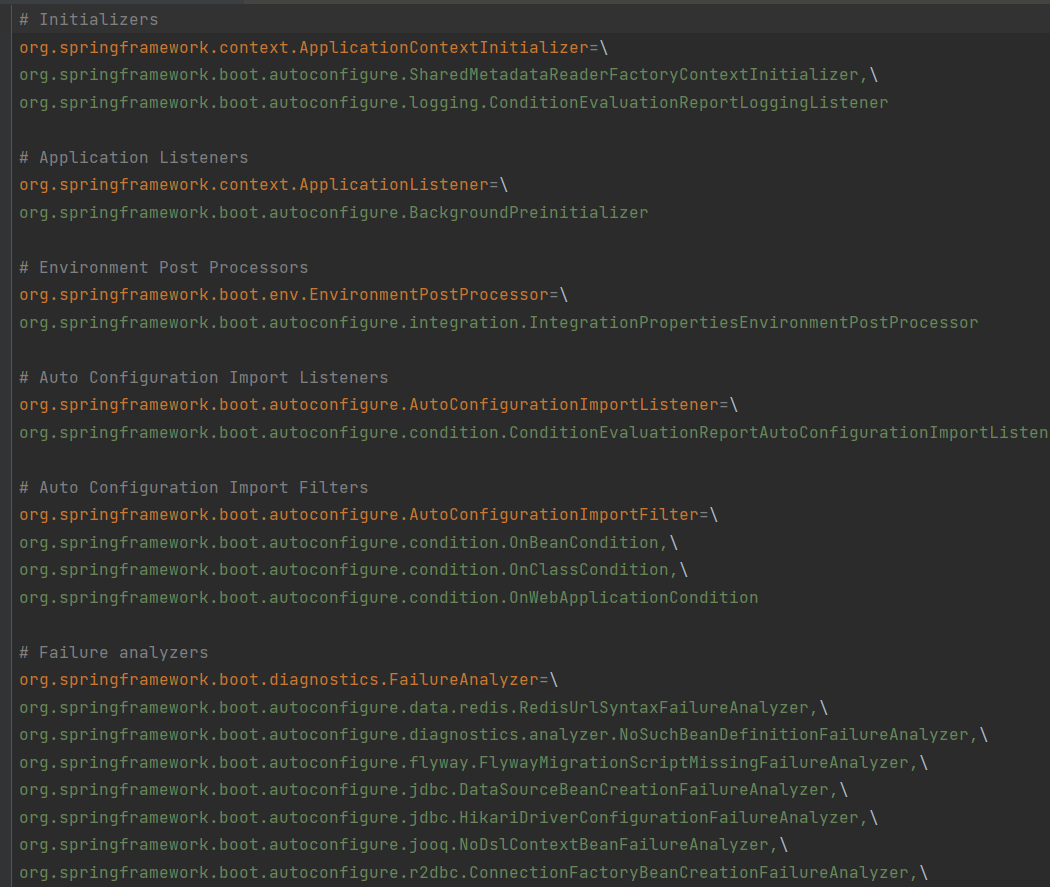 # Initializers
org.springframework.context.ApplicationContextInitializer=\
org.springframework.boot.autoconfigure.SharedMetadataReaderFactoryContextInitializer,\
org.springframework.boot.autoconfigure.logging.ConditionEvaluationReportLoggingListener
# Application Listeners
org.springframework.context.ApplicationListener=\
org.springframework.boot.autoconfigure.BackgroundPreinitializer
# Environment Post Processors
org.springframework.boot.env.EnvironmentPostProcessor=\
org.springframework.boot.autoconfigure.integration.IntegrationPropertiesEnvironmentPostProcessor
# Auto Configuration Import Listeners
org.springframework.boot.autoconfigure.AutoConfigurationImportListener=\
org.springframework.boot.autoconfigure.condition.ConditionEvaluationReportAutoConfigurationImportListen
# Auto Configuration Import Filters
org.springframework.boot.autoconfigure.AutoConfigurationImportFilter=\
org.springframework.boot.autoconfigure.condition.OnBeanCondition,\
org.springframework.boot.autoconfigure.condition.OnClassCondition,\
org.springframework.boot.autoconfigure.condition.OnWebApplicationCondition
# Failure analyzers
org.springframework.boot.diagnostics.FailureAnalyzer=\
org.springframework.boot.autoconfigure.data.redis.RedisUrlSyntaxFailureAnalyzer,\
org.springframework.boot.autoconfigure.diagnostics.analyzer.NoSuchBeanDefinitionFailureAnalyzer,\
org.springframework.boot.autoconfigure.flyway.FlywayMigrationScriptMissingFailureAnalyzer,\
org.springframework.boot.autoconfigure.jdbc.DataSourceBeanCreationFailureAnalyzer,\
org.springframework.boot.autoconfigure.jdbc.HikariDriverConfigurationFailureAnalyzer,\
org.springframework.boot.autoconfigure.jooq.NoDslContextBeanFailureAnalyzer,\
org.springframework.boot.autoconfigure.r2dbc.ConnectionFactoryBeanCreationFailureAnalyzer,\